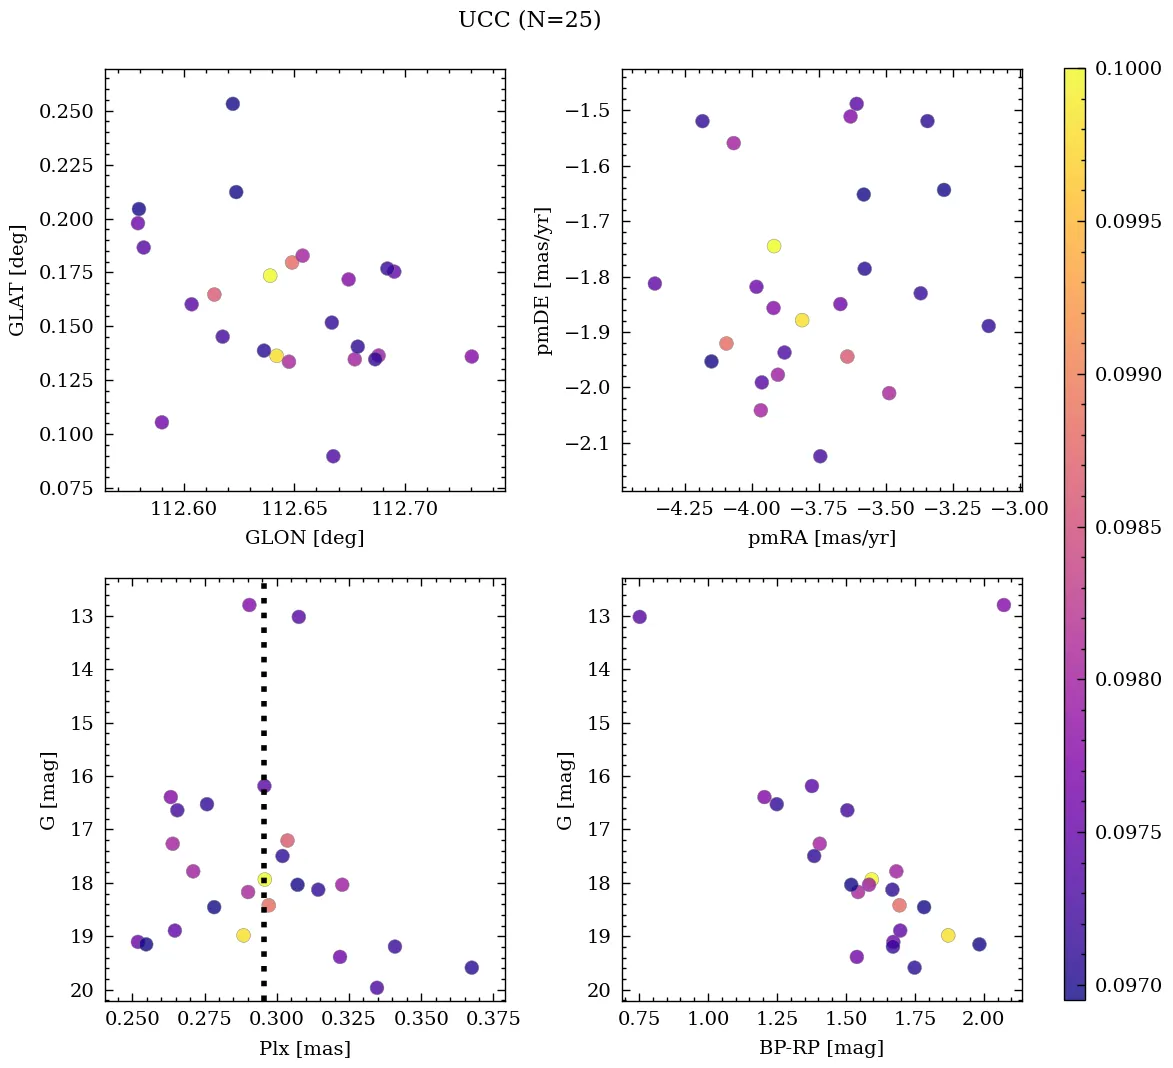 UCC (N=25)
0.250
0.225
0.200
0.175
0.150
0.125
0.100
0.075
GLAT [deg]
112.60 112.65 112.70
GLON [deg]
−1.5
−1.6
−1.7
−1.8
−1.9
−2.0
−2.1
pmDE [mas/yr]
−4.25 −4.00 −3.75 −3.50 −3.25 −3.00
pmRA [mas/yr]
13
14
15
16
17
18
19
20
G [mag]
0.250 0.275 0.300 0.325 0.350 0.375
Plx [mas]
13
14
15
16
17
18
19
20
G [mag]
0.75 1.00 1.25 1.50 1.75 2.00
BP-RP [mag]
0.1000
0.0995
0.0990
0.0985
0.0980
0.0975
0.0970